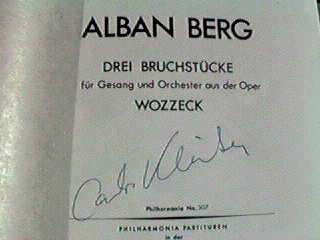 ALBAN BERG
DREI BRUCHSTÜCKE
für Gesang und Orchester aus der Oper
WOZZECK
Philharmonia No. 307
PHILHARMONIA PARTITUREN
in der